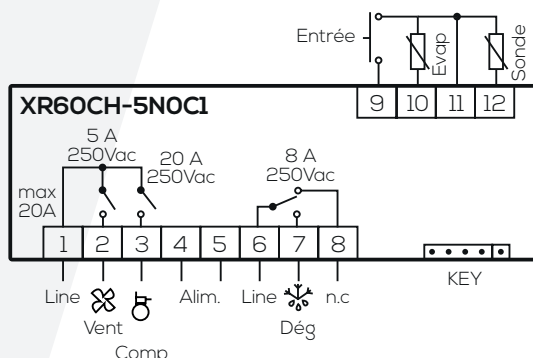 Entrée
Evap
Sonde
9 10 11 12
XR60CH-5N0C1
5 A
250Vac
20 A
250Vac
8 A
250Vac
max
20A
1 2 3 4 5 6 7 8
KEY
Line Alim. Line n.c
Vent Dég
Comp